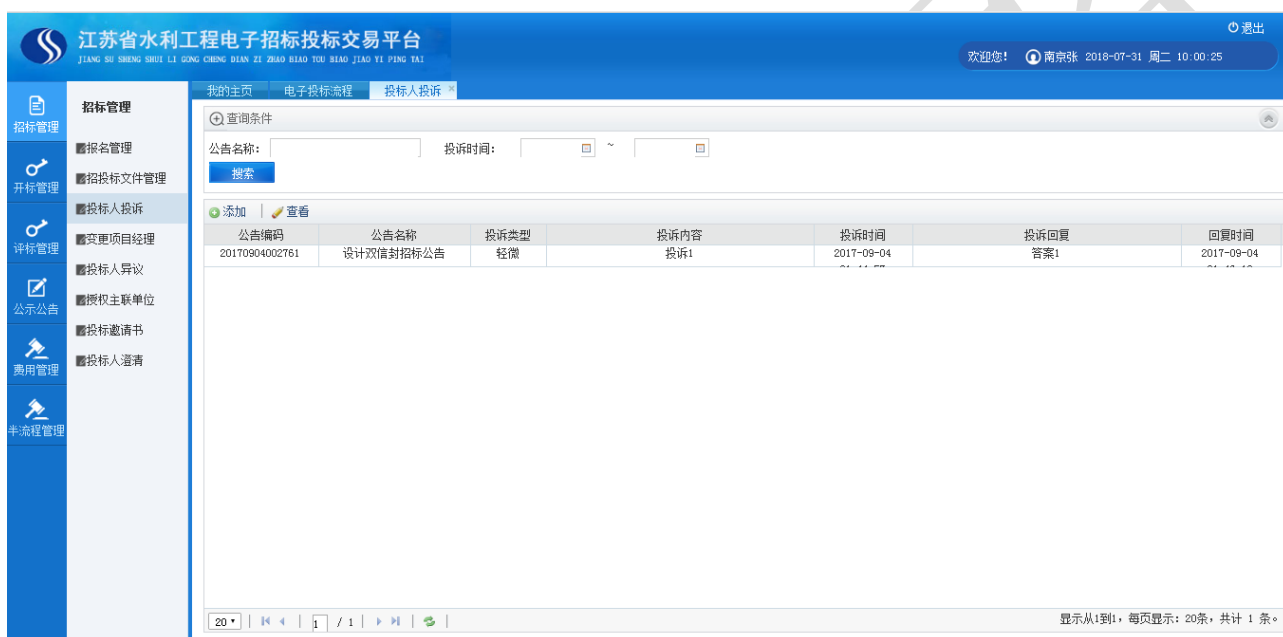 江苏省水利工程电子招标投标交易平台
JIANG SU SHENG SHUI LI GONG CHENG DIAN ZI ZHAO BIAO TOU BIAO JIAO YI PING TAI
退出
欢迎您! 南京张 2018-07-31 周二 10:00:25
我的主页 电子投标流程 投标人投诉 ×
招标管理
开标管理
评标管理
公示公告
费用管理
半流程管理
招标管理
报名管理
招投标文件管理
投标人投诉
变更项目经理
投标人异议
授权主联单位
投标邀请书
投标人澄清
查询条件
公告名称: 投诉时间: ~
搜索
添加 查看
公告编码 公告名称 投诉类型 投诉内容 投诉时间 投诉回复 回复时间
20170904002761 设计双信封招标公告 轻微 投诉1 2017-09-04 答案1 2017-09-04
20 1 / 1 显示从1到1，每页显示：20条，共计 1 条。